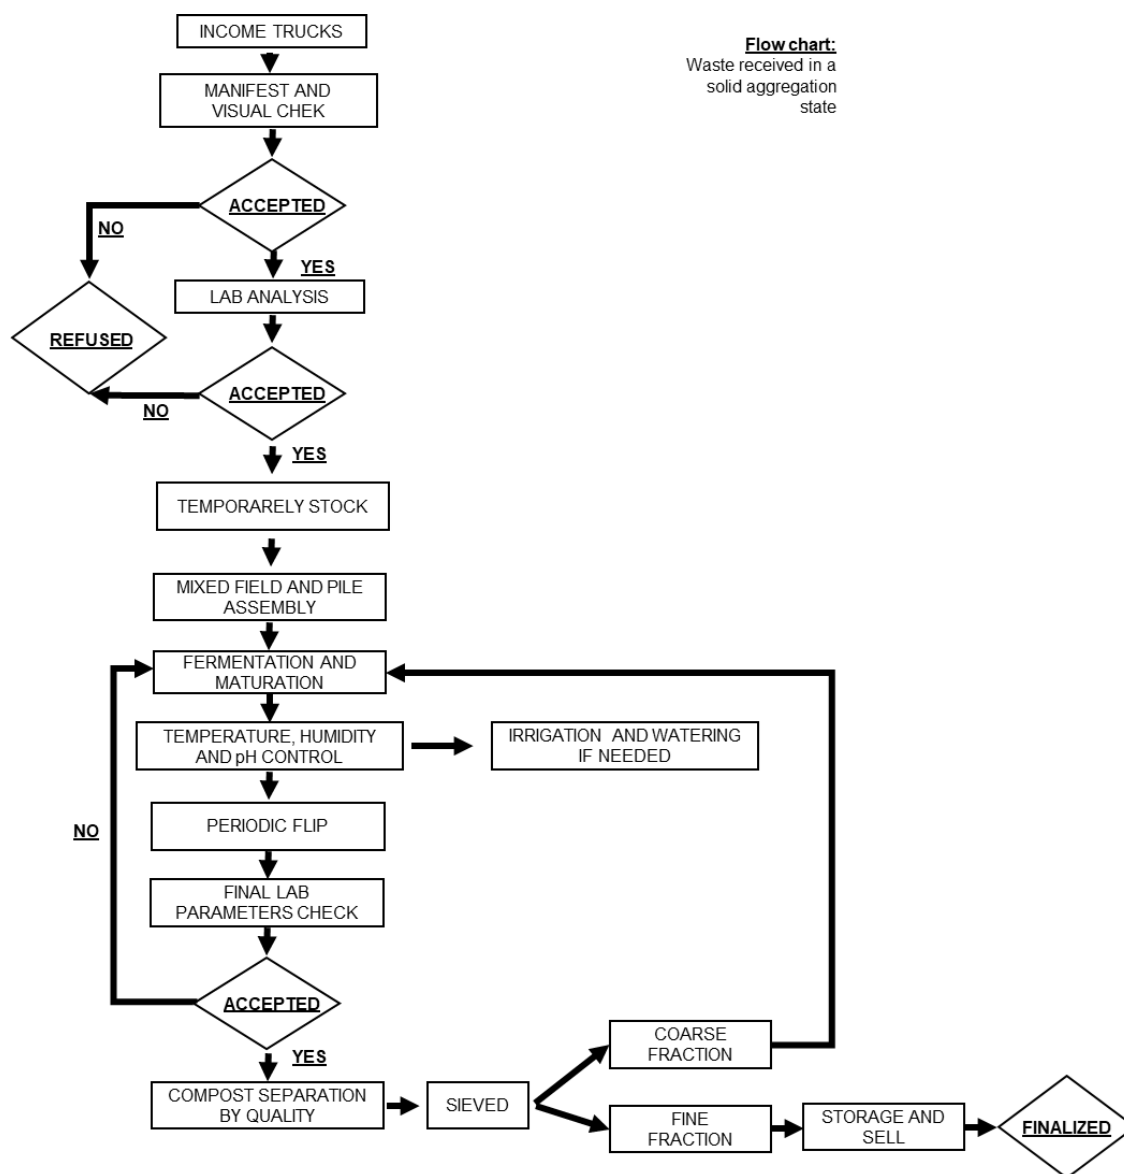 INCOME TRUCKS
Flow chart:
Waste received in a
solid aggregation
state
MANIFEST AND
VISUAL CHEK
ACCEPTED
NO
YES
LAB ANALYSIS
REFUSED
ACCEPTED
NO
YES
TEMPORARELY STOCK
MIXED FIELD AND PILE
ASSEMBLY
FERMENTATION AND
MATURATION
TEMPERATURE, HUMIDITY
AND pH CONTROL
IRRIGATION AND WATERING
IF NEEDED
PERIODIC FLIP
NO
FINAL LAB
PARAMETERS CHECK
ACCEPTED
YES
COMPOST SEPARATION
BY QUALITY
SIEVED
COARSE
FRACTION
FINE
FRACTION
STORAGE AND
SELL
FINALIZED